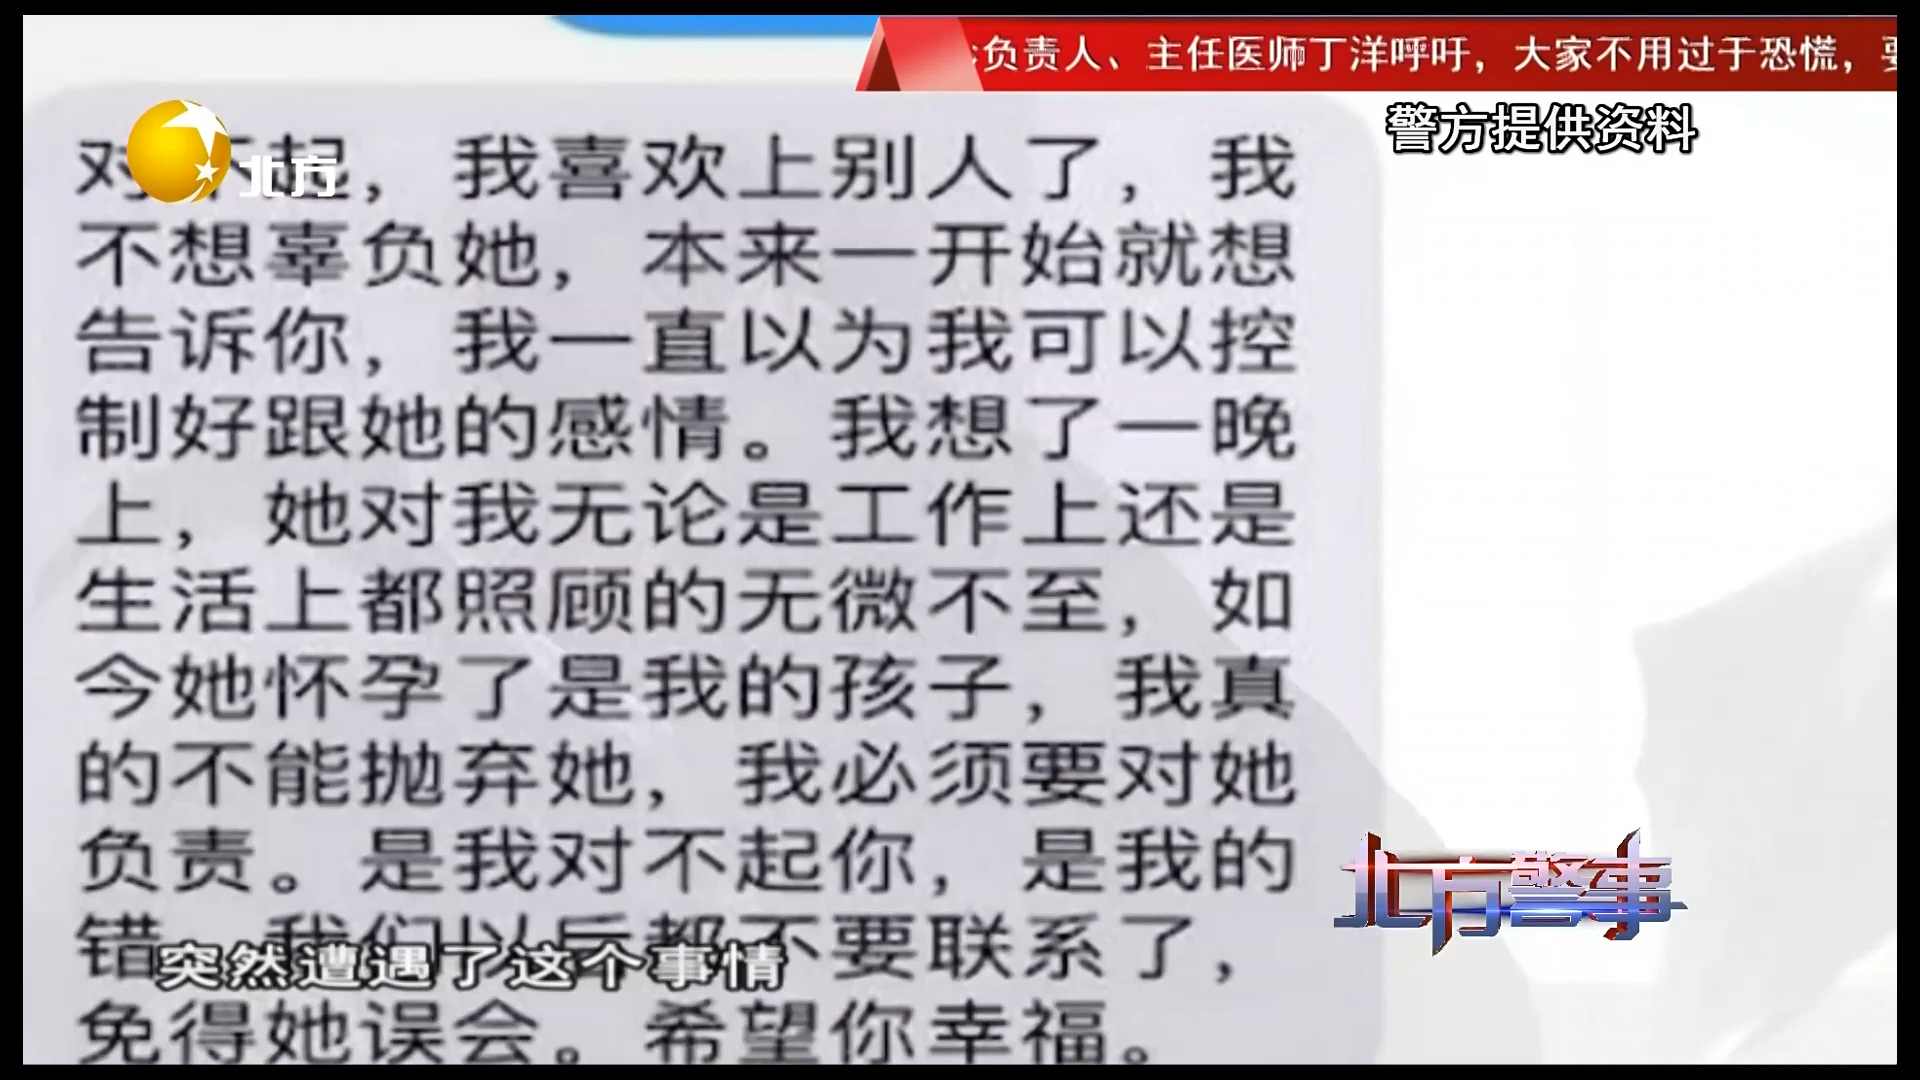 负责人、主任医师丁洋呼吁，大家不用过于恐慌，要
警方提供资料
北方
对不起，我喜欢上别人了，我
不想辜负她，本来一开始就想
告诉你，我一直以为我可以控
制好跟她的感情。我想了一晚
上，她对我无论是工作上还是
生活上都照顾的无微不至，如
今她怀孕了是我的孩子，我真
的不能抛弃她，我必须要对她
负责。是我对不起你，是我的
错，我们以后都不要联系了，
免得她误会。希望你幸福。
北方警事
突然遭遇了这个事情